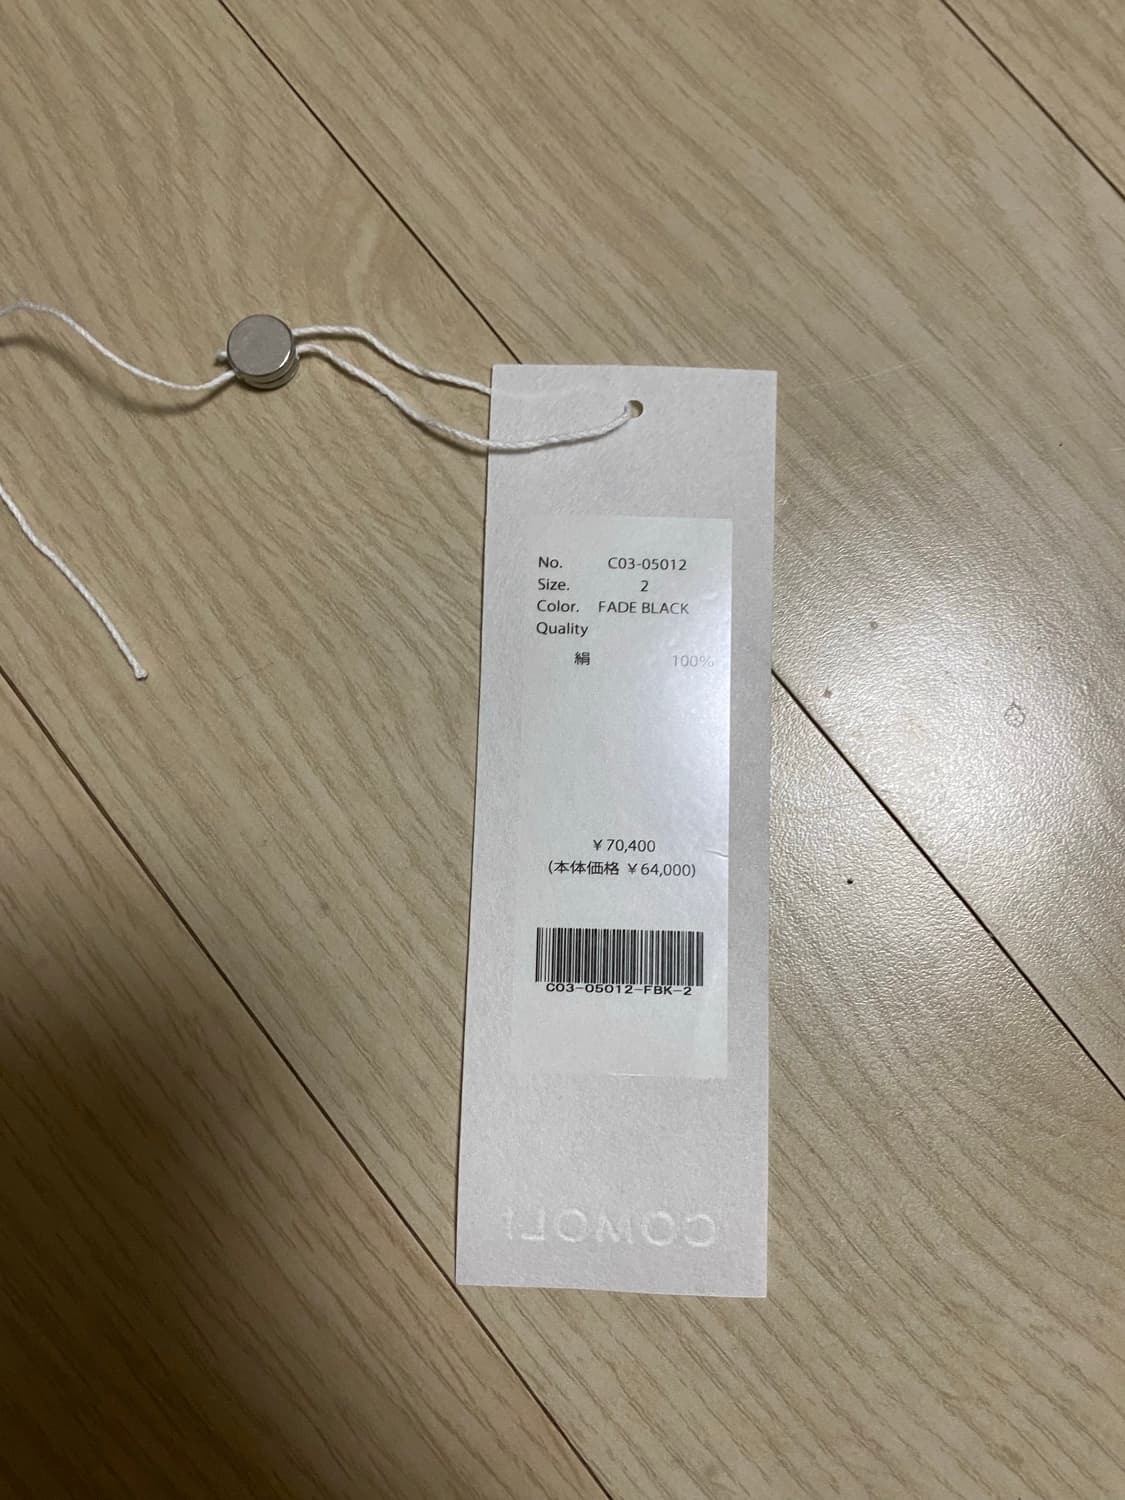 No. C03-05012
Size. 2
Color. FADE BLACK
Quality
絹 100%
￥70,400
(本体価格 ￥64,000)
C03-05012-FBK-2
COMOLI